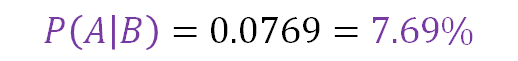 P(A|B) = 0.0769 = 7.69%